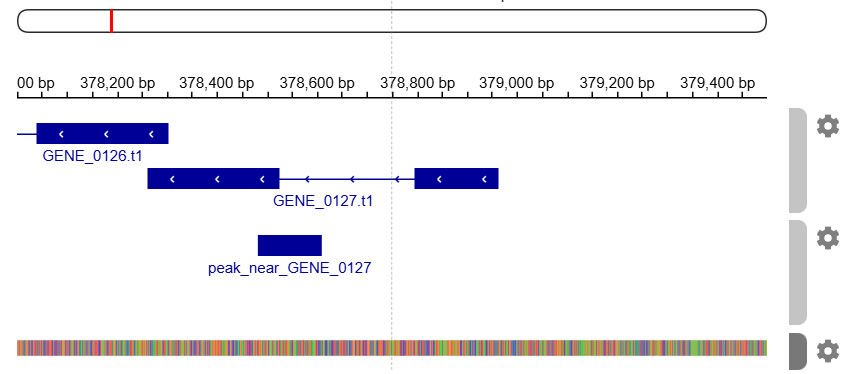 00 bp 378,200 bp 378,400 bp 378,600 bp 378,800 bp 379,000 bp 379,200 bp 379,400 bp
GENE_0126.t1
GENE_0127.t1
peak_near_GENE_0127